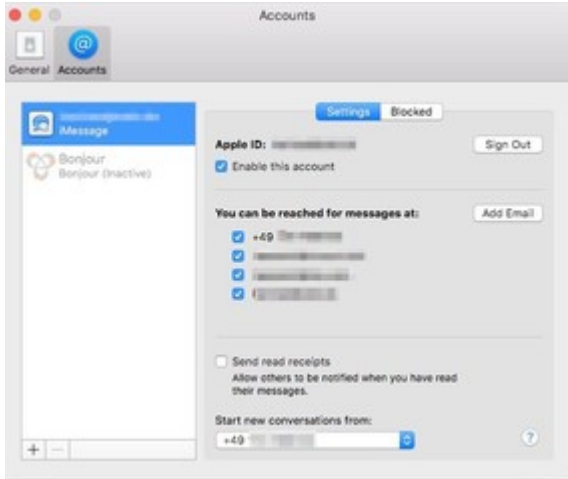 Accounts
General Accounts
iMessage
Bonjour
Bonjour (Inactive)
Settings Blocked
Apple ID:
Sign Out
Enable this account
You can be reached for messages at:
Add Email
+49
Send read receipts
Allow others to be notified when you have read
their messages.
Start new conversations from:
+49
?